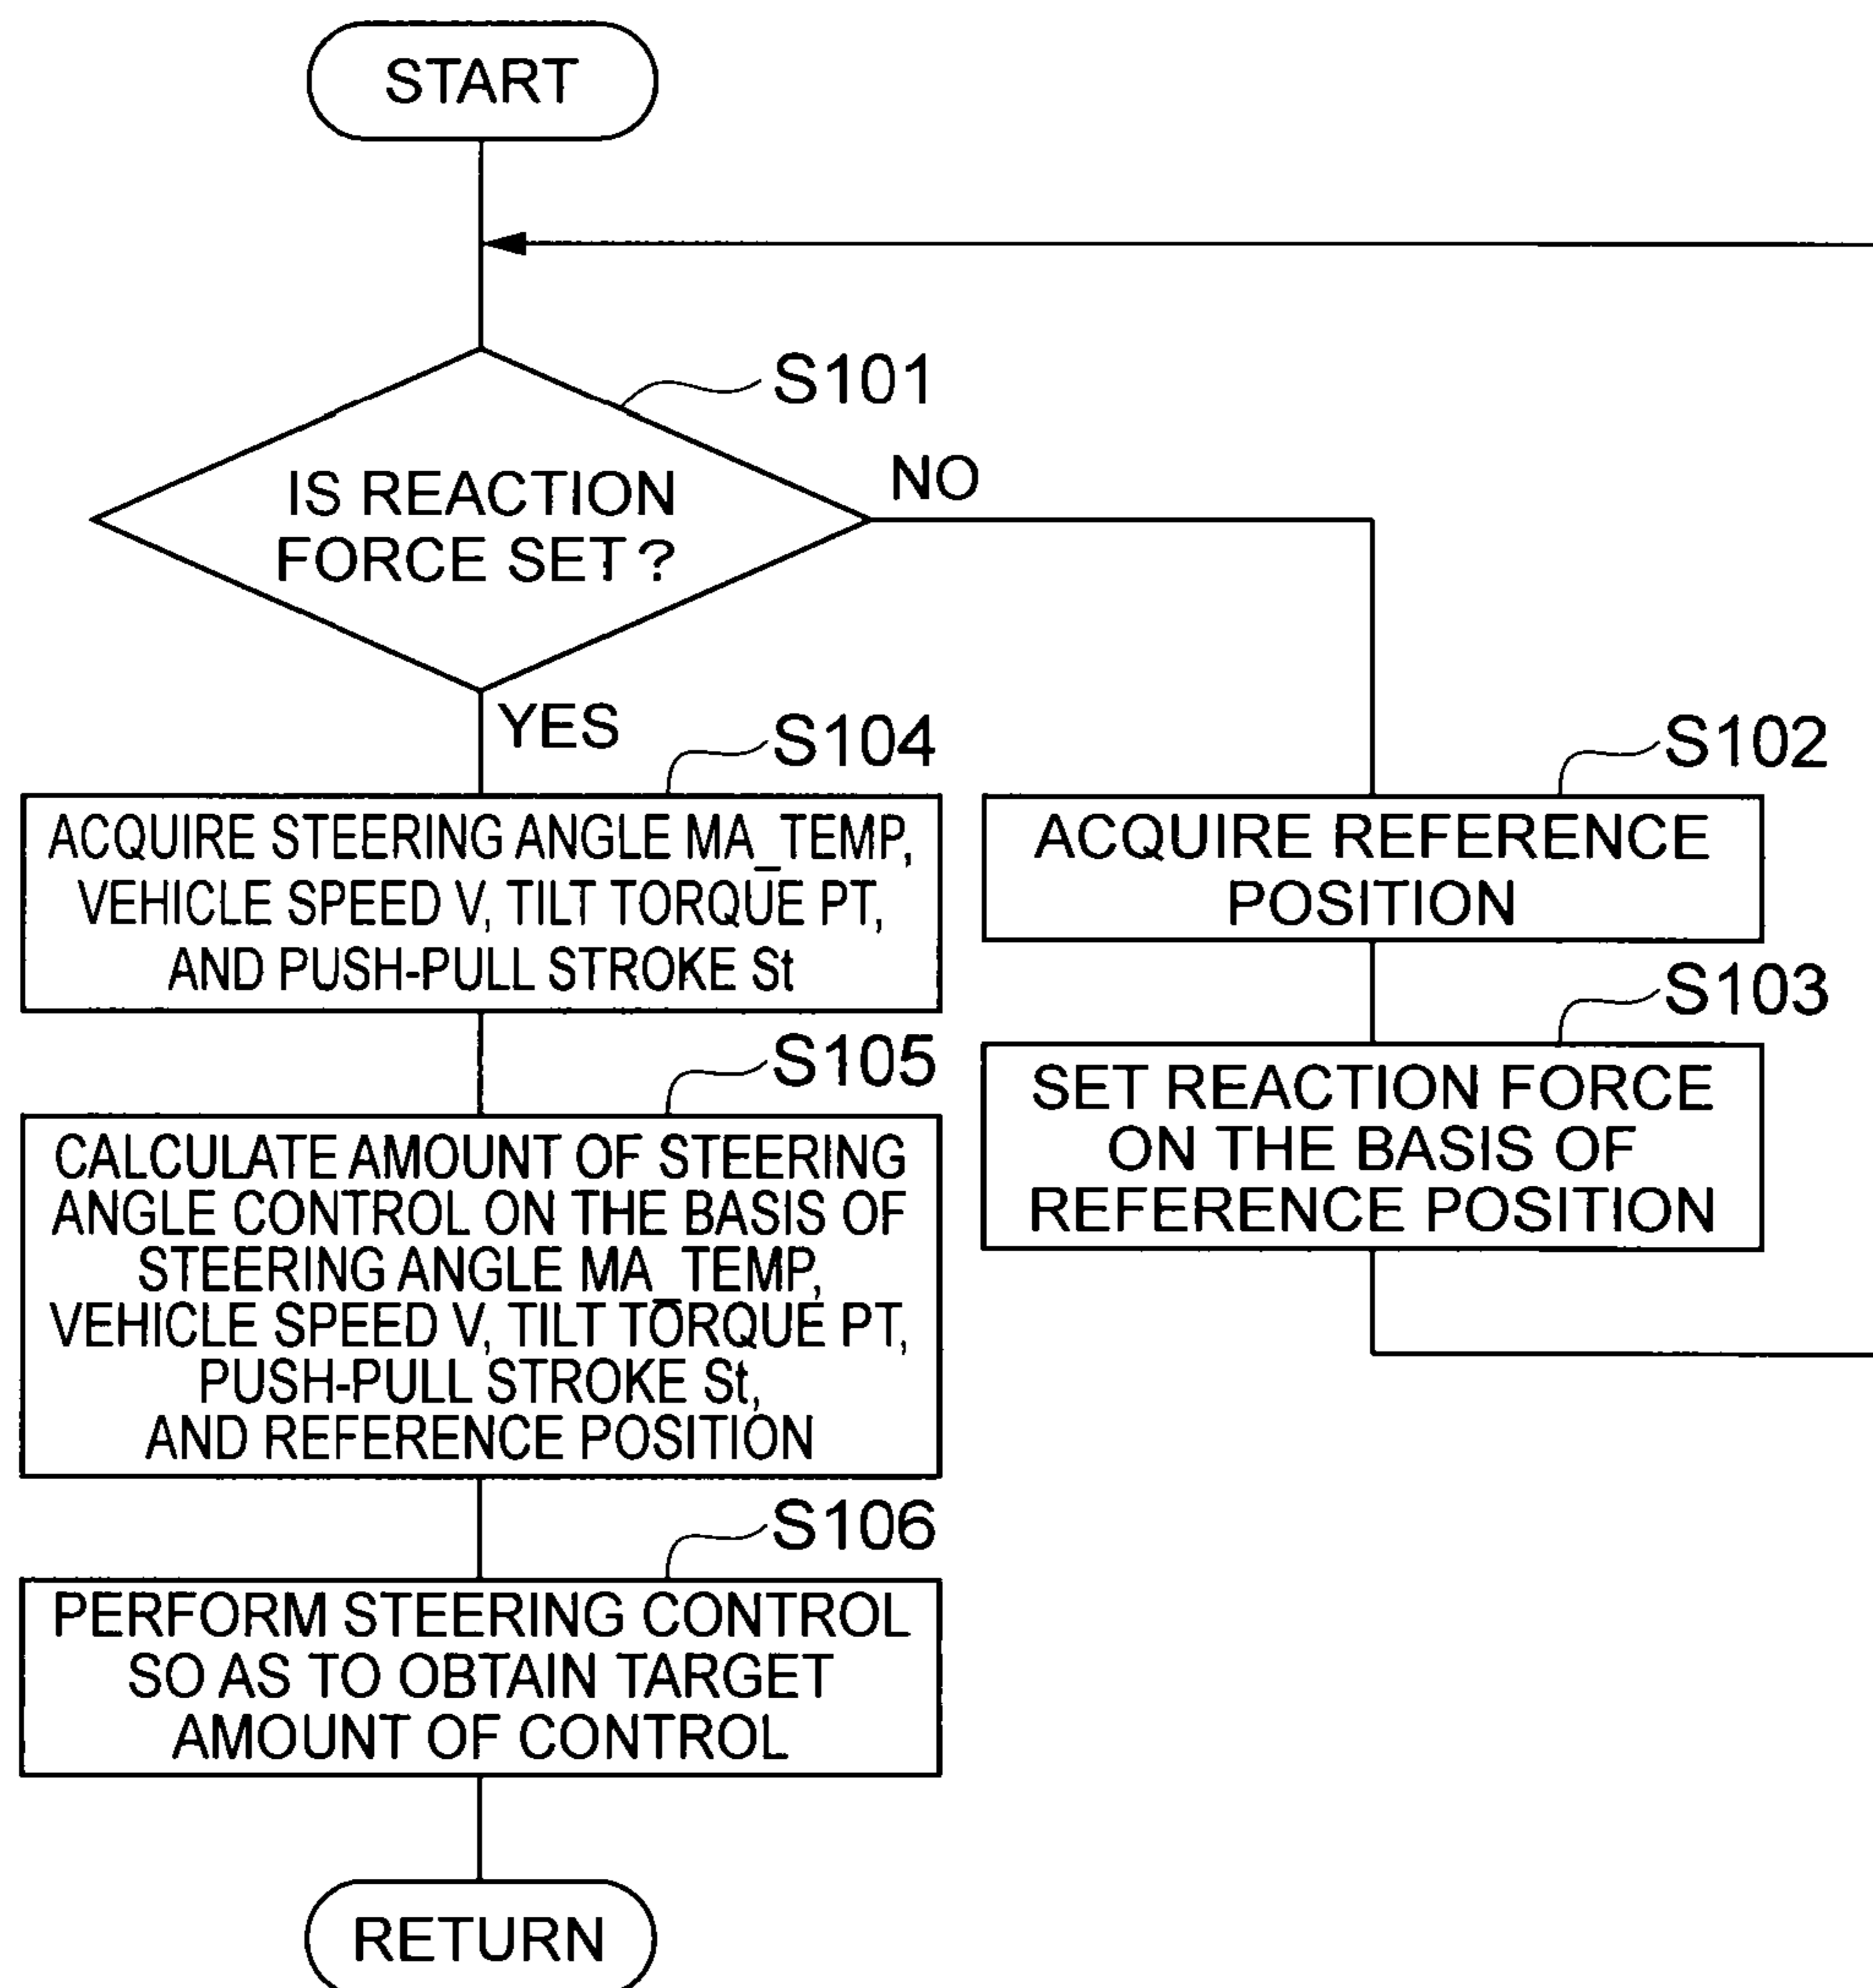 START
S101
IS REACTION
FORCE SET?
NO
YES
S104
ACQUIRE STEERING ANGLE MA_TEMP,
VEHICLE SPEED V, TILT TORQUE PT,
AND PUSH-PULL STROKE St
S102
ACQUIRE REFERENCE
POSITION
S103
SET REACTION FORCE
ON THE BASIS OF
REFERENCE POSITION
S105
CALCULATE AMOUNT OF STEERING
ANGLE CONTROL ON THE BASIS OF
STEERING ANGLE MA_TEMP,
VEHICLE SPEED V, TILT TORQUE PT,
PUSH-PULL STROKE St,
AND REFERENCE POSITION
S106
PERFORM STEERING CONTROL
SO AS TO OBTAIN TARGET
AMOUNT OF CONTROL
RETURN